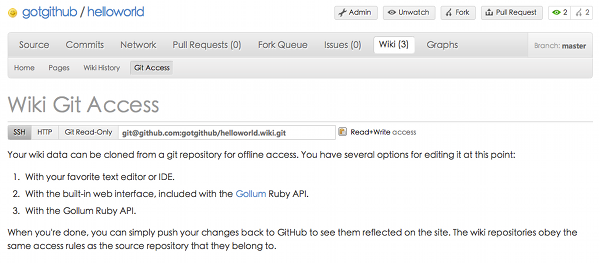 gotgithub / helloworld
Admin Unwatch Fork Pull Request 2 2
Source Commits Network Pull Requests (0) Fork Queue Issues (0) Wiki (3) Graphs Branch: master
Home Pages Wiki History Git Access
Wiki Git Access
SSH HTTP Git Read-Only git@github.com:gotgithub/helloworld.wiki.git Read+Write access
Your wiki data can be cloned from a git repository for offline access. You have several options for editing it at this point:
1. With your favorite text editor or IDE.
2. With the built-in web interface, included with the Gollum Ruby API.
3. With the Gollum Ruby API.
When you're done, you can simply push your changes back to GitHub to see them reflected on the site. The wiki repositories obey the
same access rules as the source repository that they belong to.